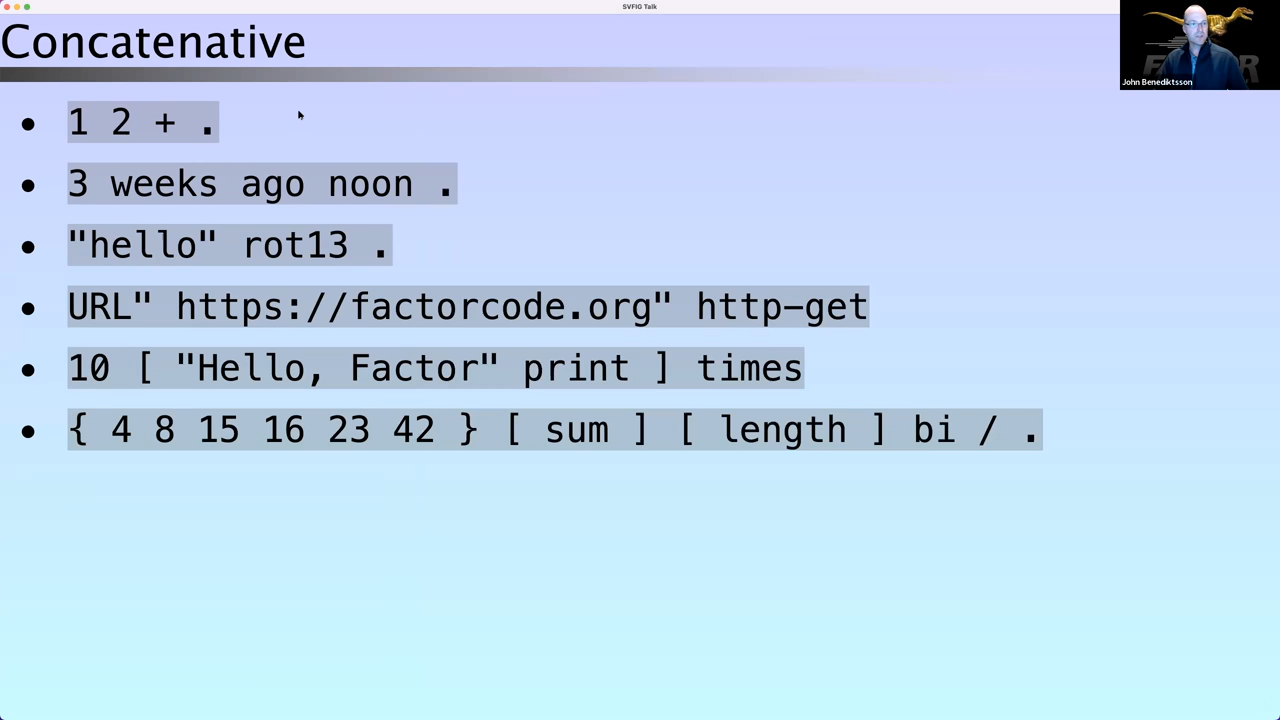 SVFIG Talk
Concatenative
1 2 + .
3 weeks ago noon .
"hello" rot13 .
URL" https://factorcode.org" http-get
10 [ "Hello, Factor" print ] times
{ 4 8 15 16 23 42 } [ sum ] [ length ] bi / .
John Benediktsson